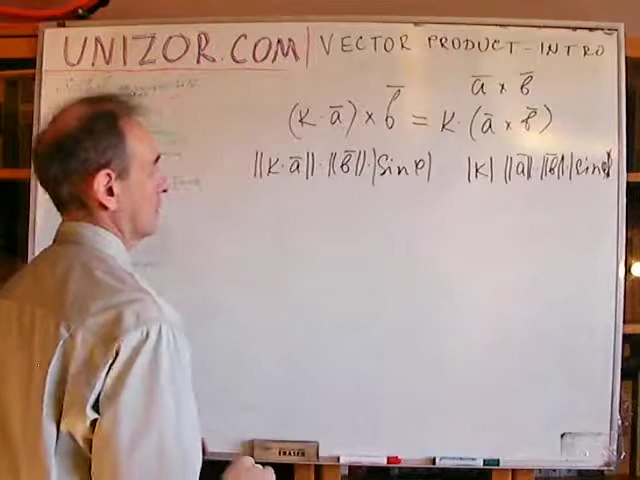 UNIZOR.COM | VECTOR PRODUCT - INTRO
a̅ × b̅
(K · a̅) × b̅ = K · (a̅ × b̅)
||K · a̅|| · ||b̅|| · |sin φ| |K| ||a̅|| · ||b̅|| · |sin φ|
ERASER